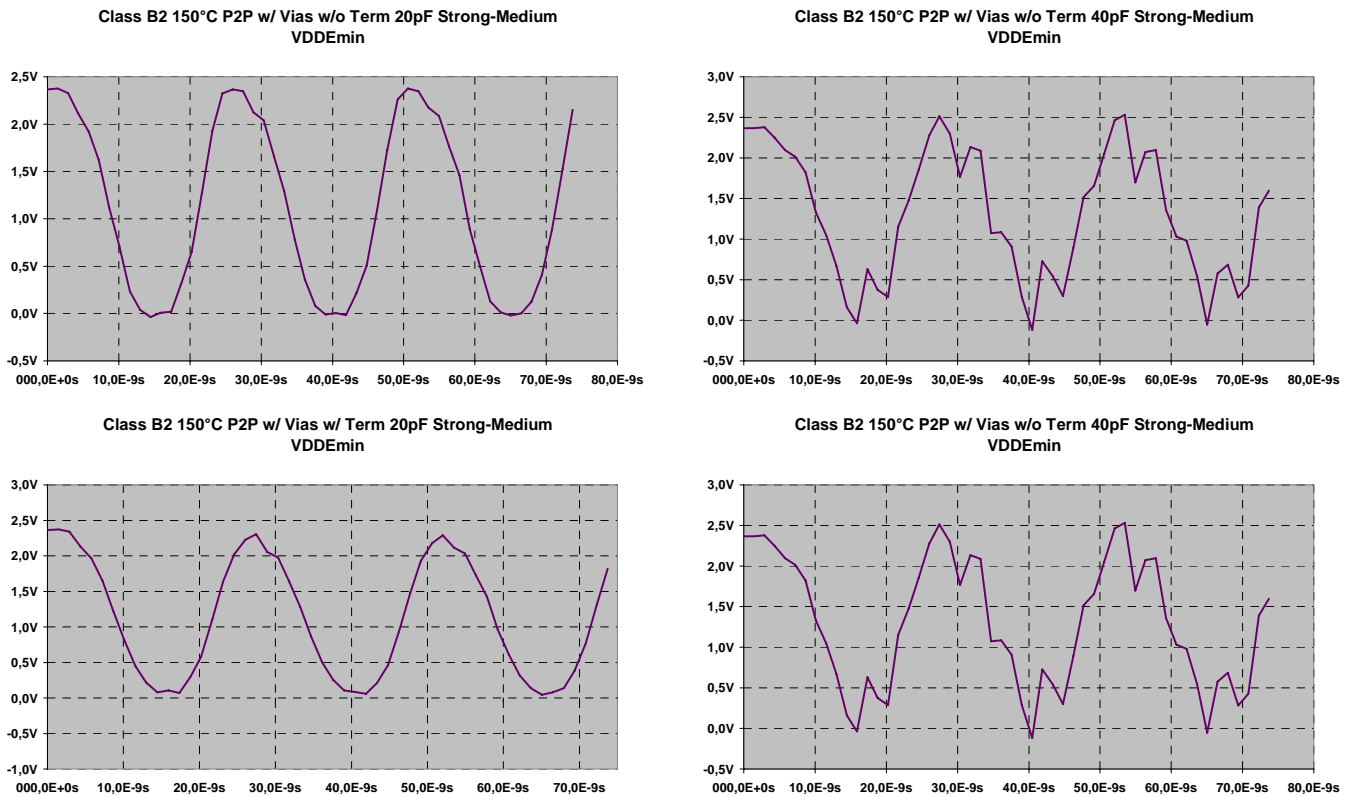 Class B2 150°C P2P w/ Vias w/o Term 20pF Strong-Medium
VDDEmin
2,5V
2,0V
1,5V
1,0V
0,5V
0,0V
-0,5V
000,0E+0s 10,0E-9s 20,0E-9s 30,0E-9s 40,0E-9s 50,0E-9s 60,0E-9s 70,0E-9s 80,0E-9s
Class B2 150°C P2P w/ Vias w/o Term 40pF Strong-Medium
VDDEmin
3,0V
2,5V
2,0V
1,5V
1,0V
0,5V
0,0V
-0,5V
000,0E+0s 10,0E-9s 20,0E-9s 30,0E-9s 40,0E-9s 50,0E-9s 60,0E-9s 70,0E-9s 80,0E-9s
Class B2 150°C P2P w/ Vias w/ Term 20pF Strong-Medium
VDDEmin
3,0V
2,5V
2,0V
1,5V
1,0V
0,5V
0,0V
-0,5V
-1,0V
000,0E+0s 10,0E-9s 20,0E-9s 30,0E-9s 40,0E-9s 50,0E-9s 60,0E-9s 70,0E-9s
Class B2 150°C P2P w/ Vias w/o Term 40pF Strong-Medium
VDDEmin
3,0V
2,5V
2,0V
1,5V
1,0V
0,5V
0,0V
-0,5V
000,0E+0s 10,0E-9s 20,0E-9s 30,0E-9s 40,0E-9s 50,0E-9s 60,0E-9s 70,0E-9s 80,0E-9s